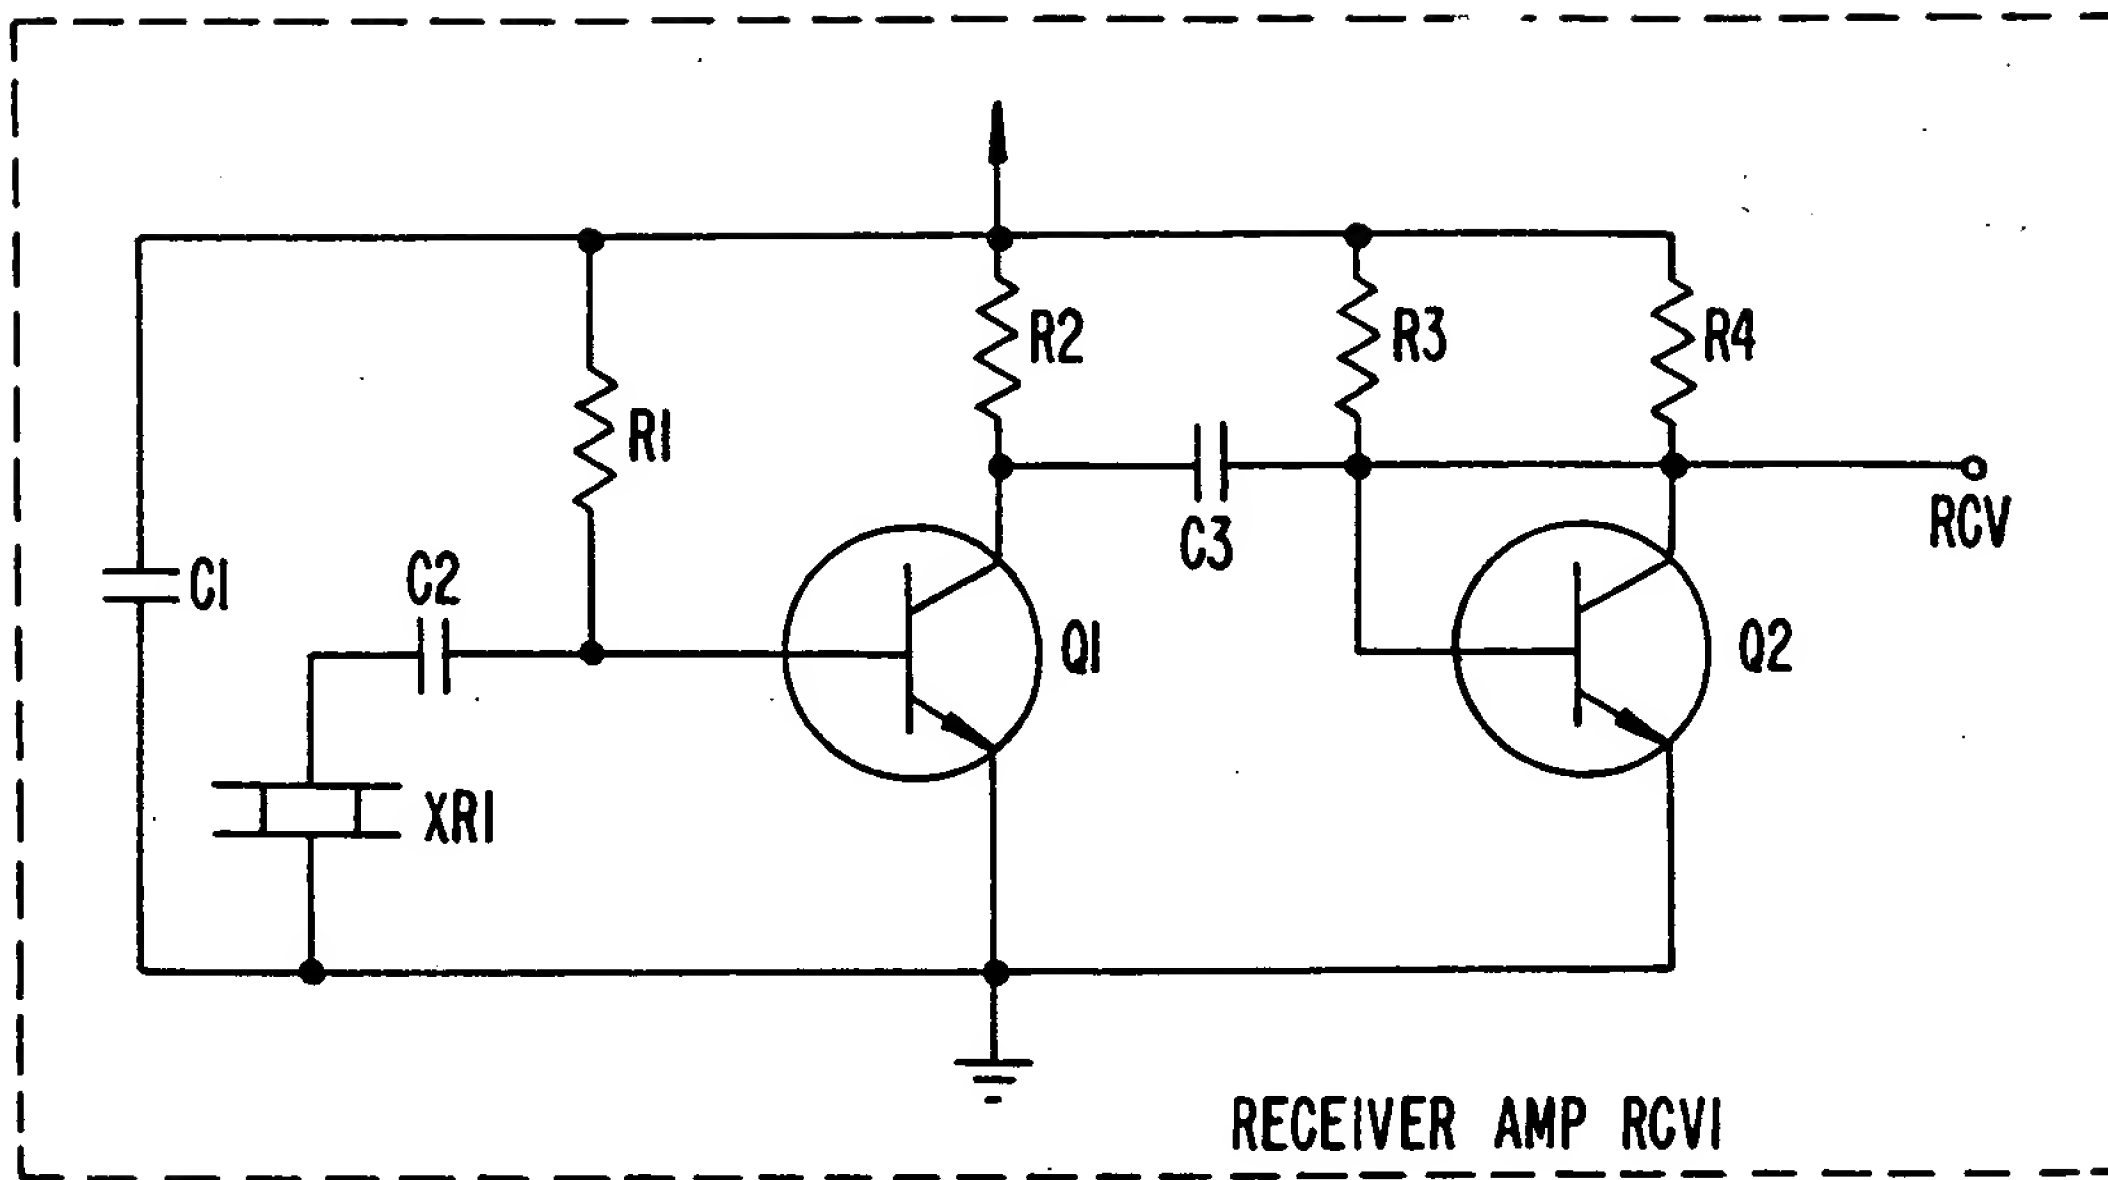 R2
R3
R4
R1
C3
RCV
C1
C2
Q1
Q2
XR1
RECEIVER AMP RCV1